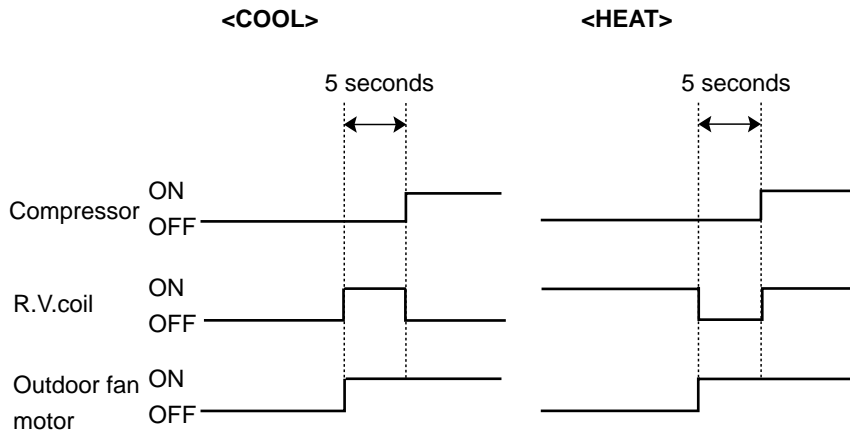 <COOL>
<HEAT>
5 seconds
5 seconds
Compressor
ON
OFF
R.V.coil
ON
OFF
Outdoor fan
motor
ON
OFF